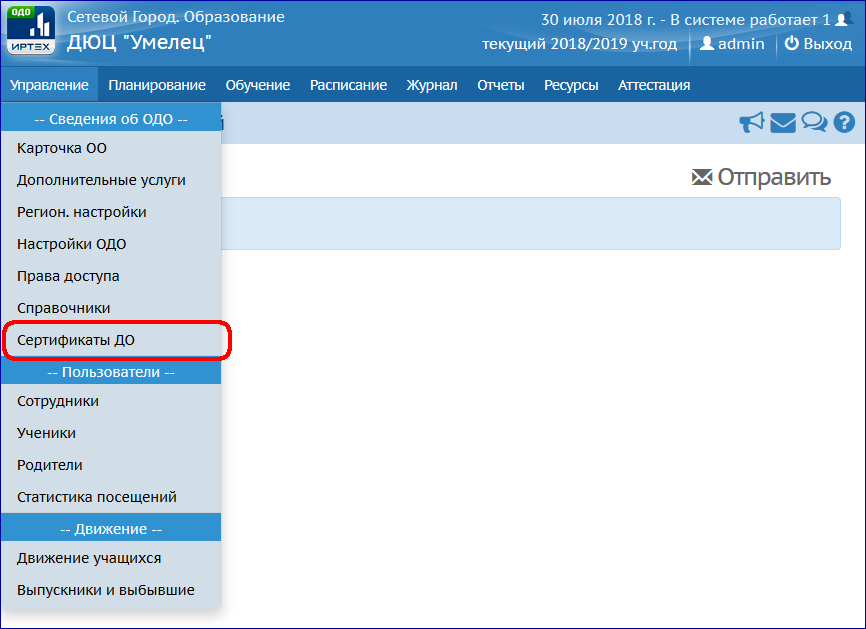 ОДО
ИРТЕХ
Сетевой Город. Образование
ДЮЦ "Умелец"
30 июля 2018 г. - В системе работает 1
текущий 2018/2019 уч.год
admin
Выход
Управление Планирование Обучение Расписание Журнал Отчеты Ресурсы Аттестация
-- Сведения об ОДО --
Карточка ОО
Дополнительные услуги
Регион. настройки
Настройки ОДО
Права доступа
Справочники
Сертификаты ДО
-- Пользователи --
Сотрудники
Ученики
Родители
Статистика посещений
-- Движение --
Движение учащихся
Выпускники и выбывшие
Отправить